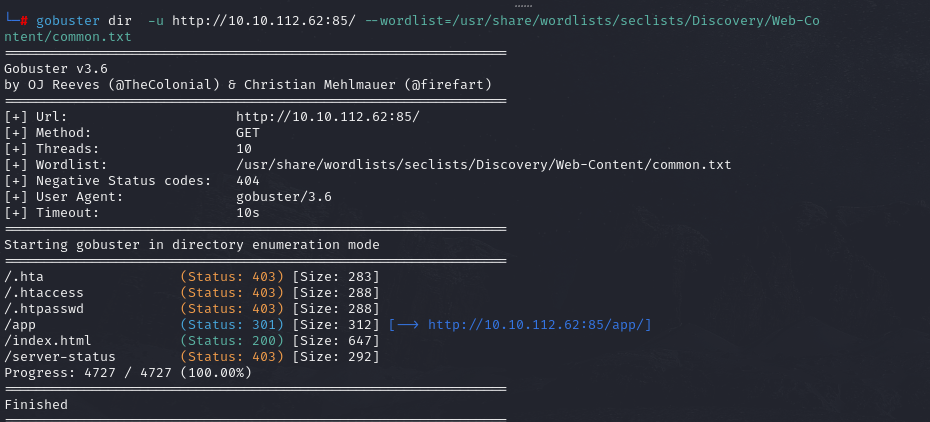 ......
└─# gobuster dir  -u http://10.10.112.62:85/ --wordlist=/usr/share/wordlists/seclists/Discovery/Web-Co
ntent/common.txt
===============================================================
Gobuster v3.6
by OJ Reeves (@TheColonial) & Christian Mehlmauer (@firefart)
===============================================================
[+] Url:                     http://10.10.112.62:85/
[+] Method:                  GET
[+] Threads:                 10
[+] Wordlist:                /usr/share/wordlists/seclists/Discovery/Web-Content/common.txt
[+] Negative Status codes:   404
[+] User Agent:              gobuster/3.6
[+] Timeout:                 10s
===============================================================
Starting gobuster in directory enumeration mode
===============================================================
/.hta                 (Status: 403) [Size: 283]
/.htaccess            (Status: 403) [Size: 288]
/.htpasswd            (Status: 403) [Size: 288]
/app                  (Status: 301) [Size: 312] [--> http://10.10.112.62:85/app/]
/index.html           (Status: 200) [Size: 647]
/server-status        (Status: 403) [Size: 292]
Progress: 4727 / 4727 (100.00%)
===============================================================
Finished
===============================================================